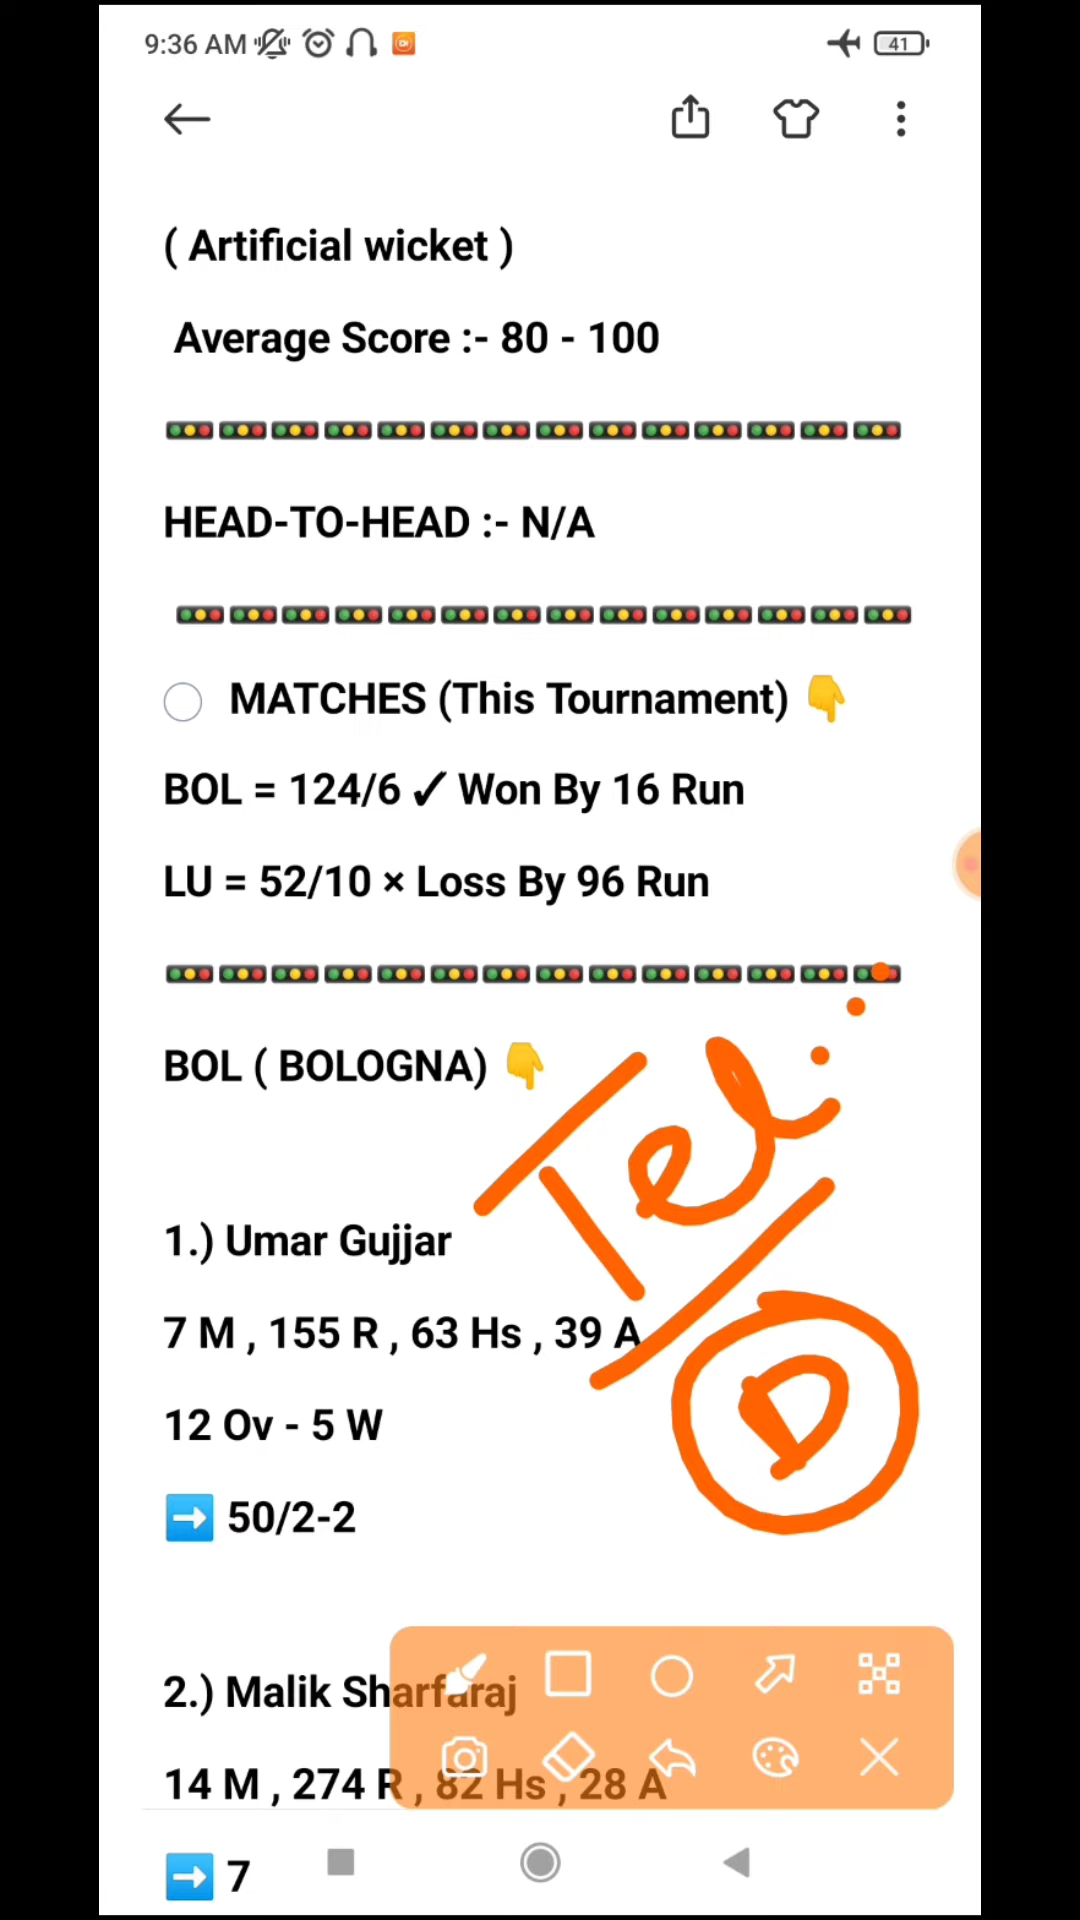 9:36 AM
41
( Artificial wicket )
Average Score :- 80 - 100
HEAD-TO-HEAD :- N/A
MATCHES (This Tournament) 👇
BOL = 124/6 ✓ Won By 16 Run
LU = 52/10 × Loss By 96 Run
BOL ( BOLOGNA) 👇
Tel.
1.) Umar Gujjar
7 M , 155 R , 63 Hs , 39 A
D
12 Ov - 5 W
➡️ 50/2-2
2.) Malik Sharfaraj
14 M , 274 R , 82 Hs , 28 A
➡️ 7